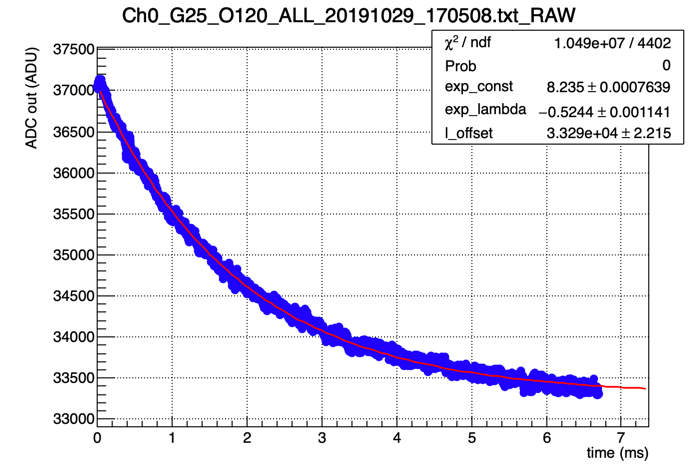 Ch0_G25_O120_ALL_20191029_170508.txt_RAW
χ² / ndf 1.049e+07 / 4402
Prob 0
exp_const 8.235 ± 0.0007639
exp_lambda −0.5244 ± 0.001141
l_offset 3.329e+04 ± 2.215
ADC out (ADU)
37500
37000
36500
36000
35500
35000
34500
34000
33500
33000
0 1 2 3 4 5 6 7
time (ms)